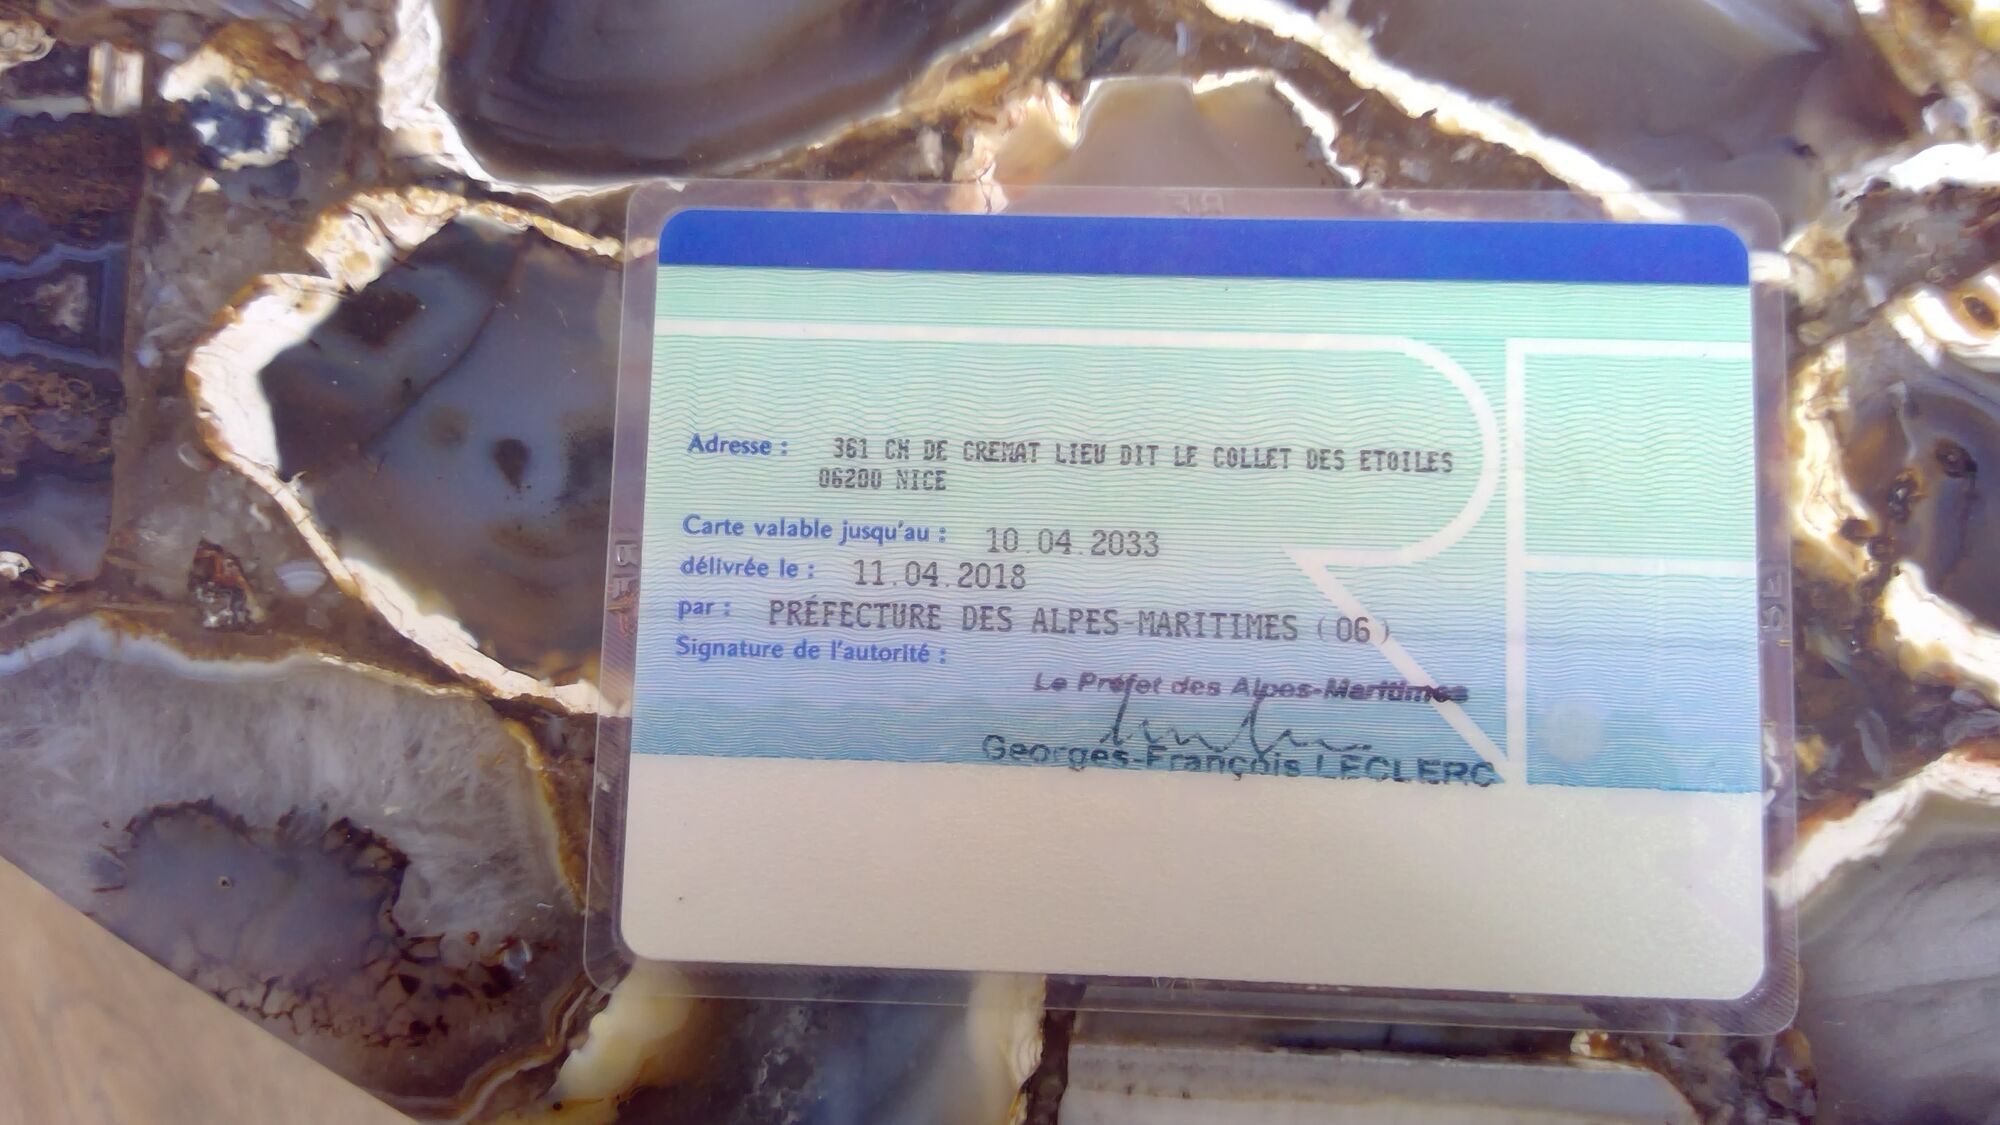 Adresse : 361 CH DE CREMAT LIEU DIT LE COLLET DES ETOILES
06200 NICE
Carte valable jusqu'au : 10.04.2033
délivrée le : 11.04.2018
par : PRÉFECTURE DES ALPES-MARITIMES (06)
Signature de l'autorité :
Le Préfet des Alpes-Maritimes
Georges-François LECLERC